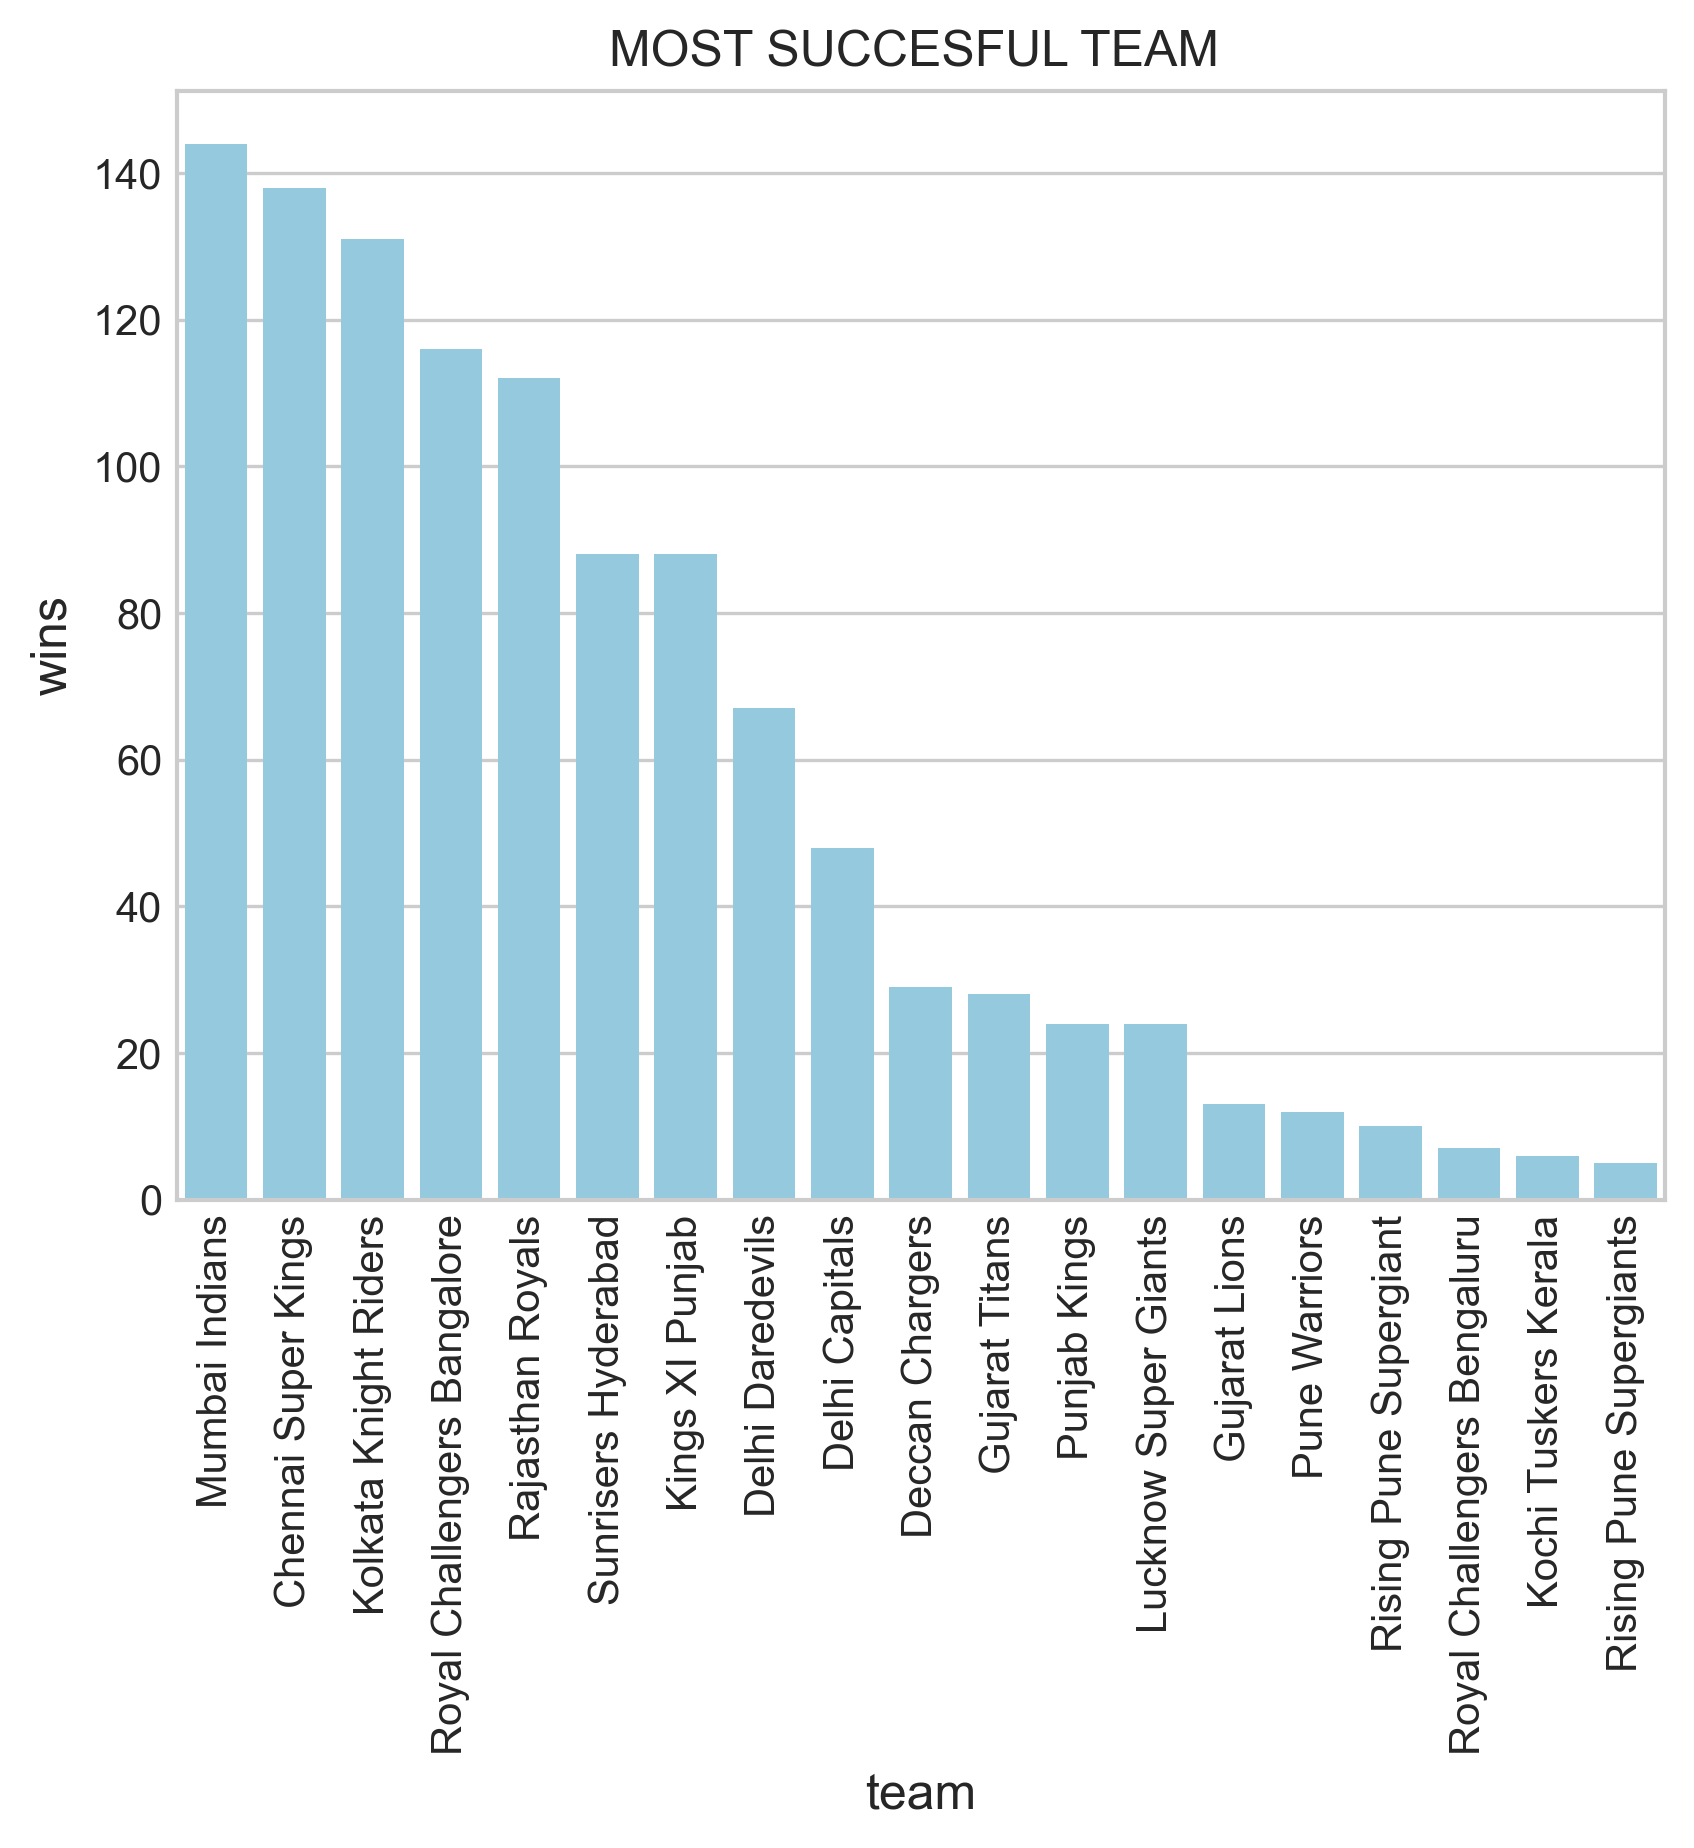 MOST SUCCESFUL TEAM
wins
140
120
100
80
60
40
20
0
Mumbai Indians
Chennai Super Kings
Kolkata Knight Riders
Royal Challengers Bangalore
Rajasthan Royals
Sunrisers Hyderabad
Kings XI Punjab
Delhi Daredevils
Delhi Capitals
Deccan Chargers
Gujarat Titans
Punjab Kings
Lucknow Super Giants
Gujarat Lions
Pune Warriors
Rising Pune Supergiant
Royal Challengers Bengaluru
Kochi Tuskers Kerala
Rising Pune Supergiants
team